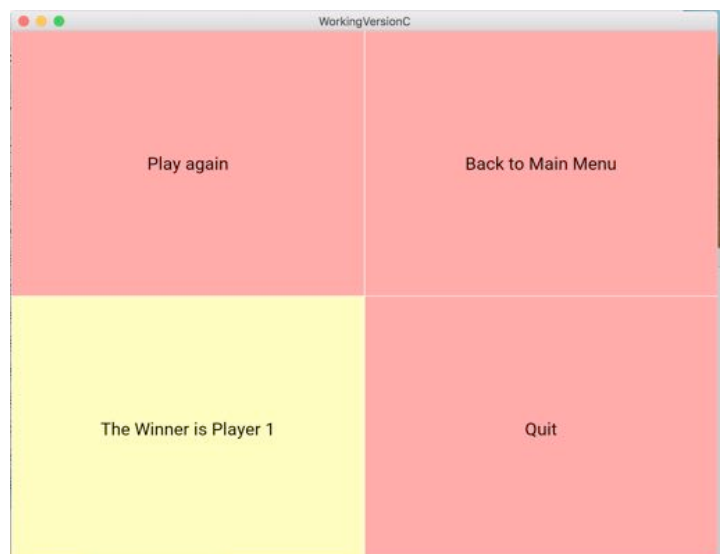 WorkingVersionC
Play again
Back to Main Menu
The Winner is Player 1
Quit